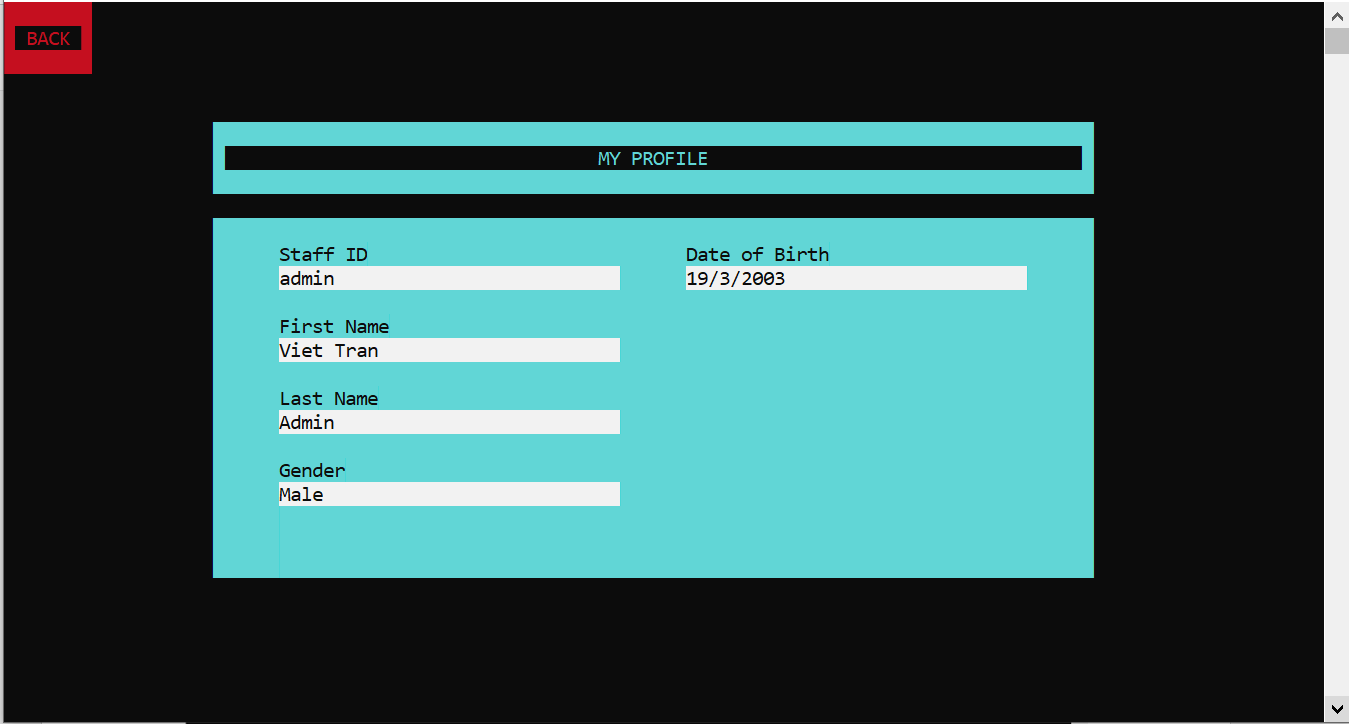 BACK
MY PROFILE
Staff ID
admin
Date of Birth
19/3/2003
First Name
Viet Tran
Last Name
Admin
Gender
Male